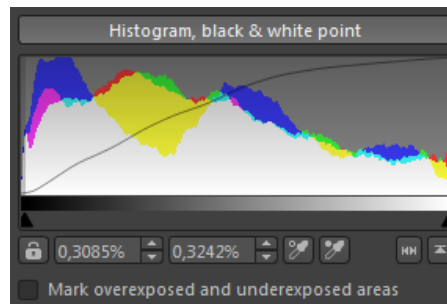 Histogram, black & white point
0,3085% 0,3242%
Mark overexposed and underexposed areas